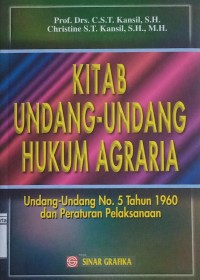 Prof. Drs. C.S.T. Kansil, S.H.
Christine S.T. Kansil, S.H., M.H.
KITAB
UNDANG-UNDANG
HUKUM AGRARIA
Undang-Undang No. 5 Tahun 1960
dan Peraturan Pelaksanaan
SINAR GRAFIKA